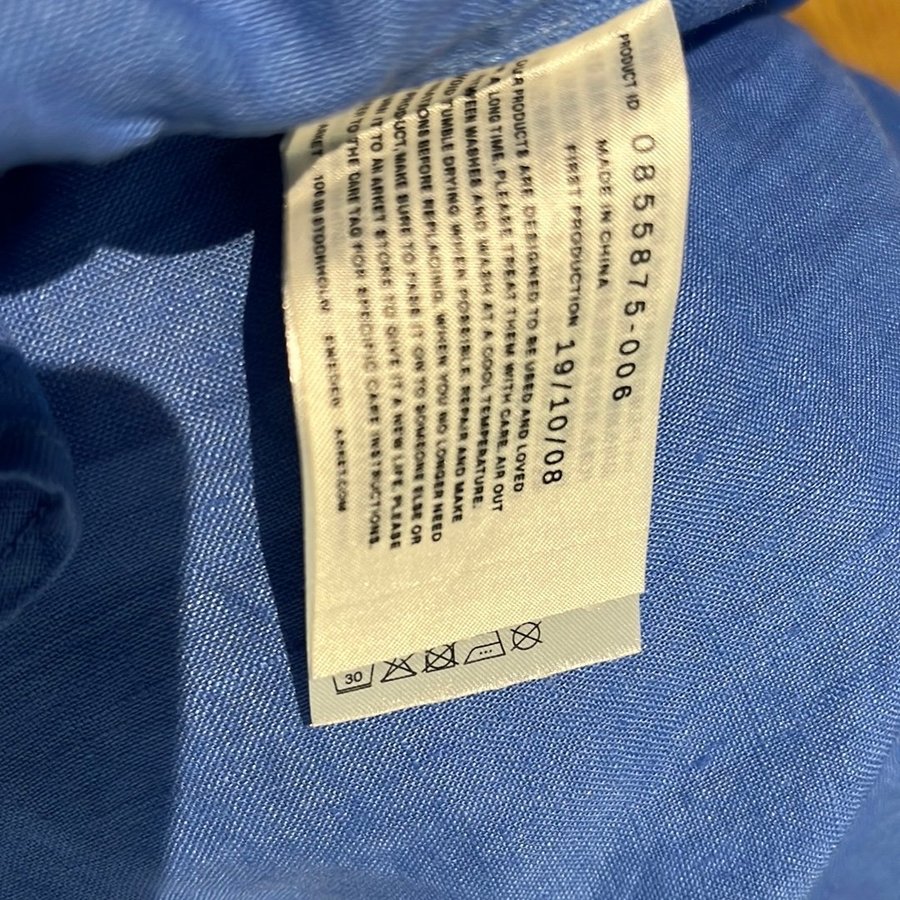 PRODUCT ID 0855875-006
MADE IN CHINA
FIRST PRODUCTION 19/10/08
OUR PRODUCTS ARE DESIGNED TO BE USED AND LOVED
A LONG TIME. PLEASE TREAT THEM WITH CARE. AIR OUT
BETWEEN WASHES AND WASH AT A COOL TEMPERATURE.
TUMBLE DRYING WHEN POSSIBLE. REPAIR AND MAKE
BEFORE REPLACING. WHEN YOU NO LONGER NEED
PRODUCT, MAKE SURE TO PASS IT ON TO SOMEONE ELSE OR
IT TO ARKET STORE TO GIVE IT A NEW LIFE. PLEASE
TO THE CARE TAG FOR SPECIFIC CARE INSTRUCTIONS.
STOCKHOLM SWEDEN ARKET.COM
30